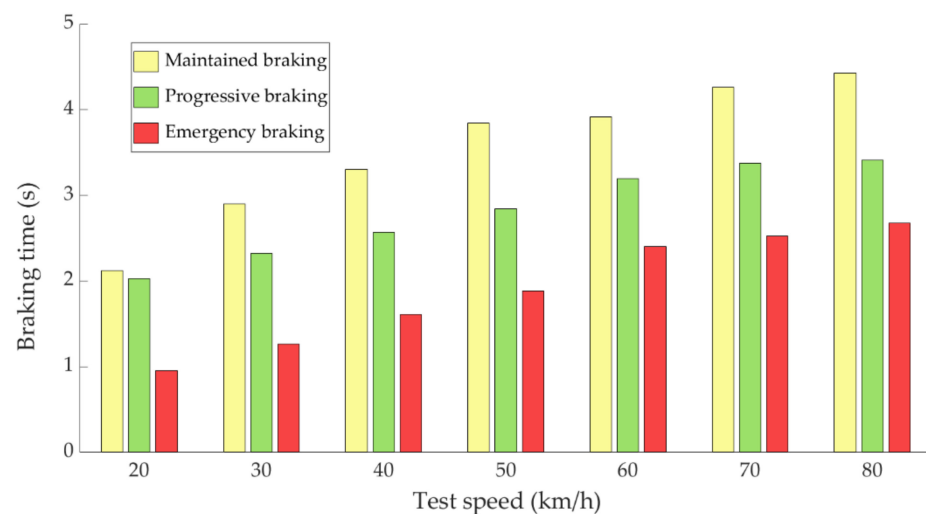 5
4
3
2
1
0
Braking time (s)
Maintained braking
Progressive braking
Emergency braking
20 30 40 50 60 70 80
Test speed (km/h)